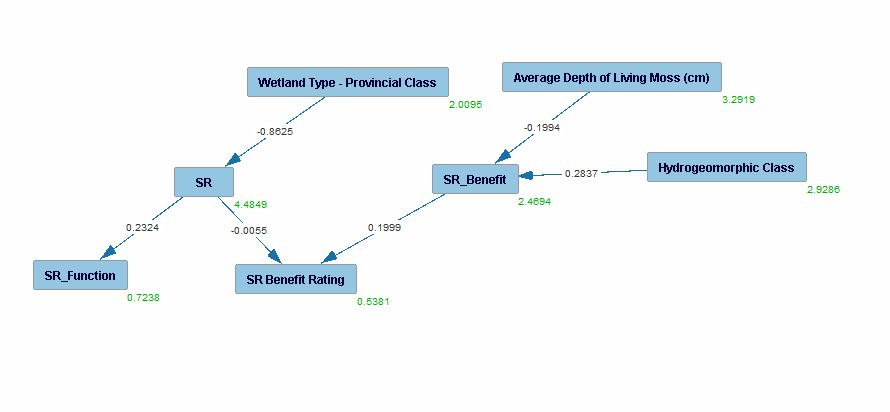 Wetland Type - Provincial Class
2.0095
Average Depth of Living Moss (cm)
3.2919
-0.8625
-0.1994
SR
4.4849
SR_Benefit
2.4694
0.2837
Hydrogeomorphic Class
2.9286
0.2324
-0.0055
0.1999
SR_Function
0.7238
SR Benefit Rating
0.5381